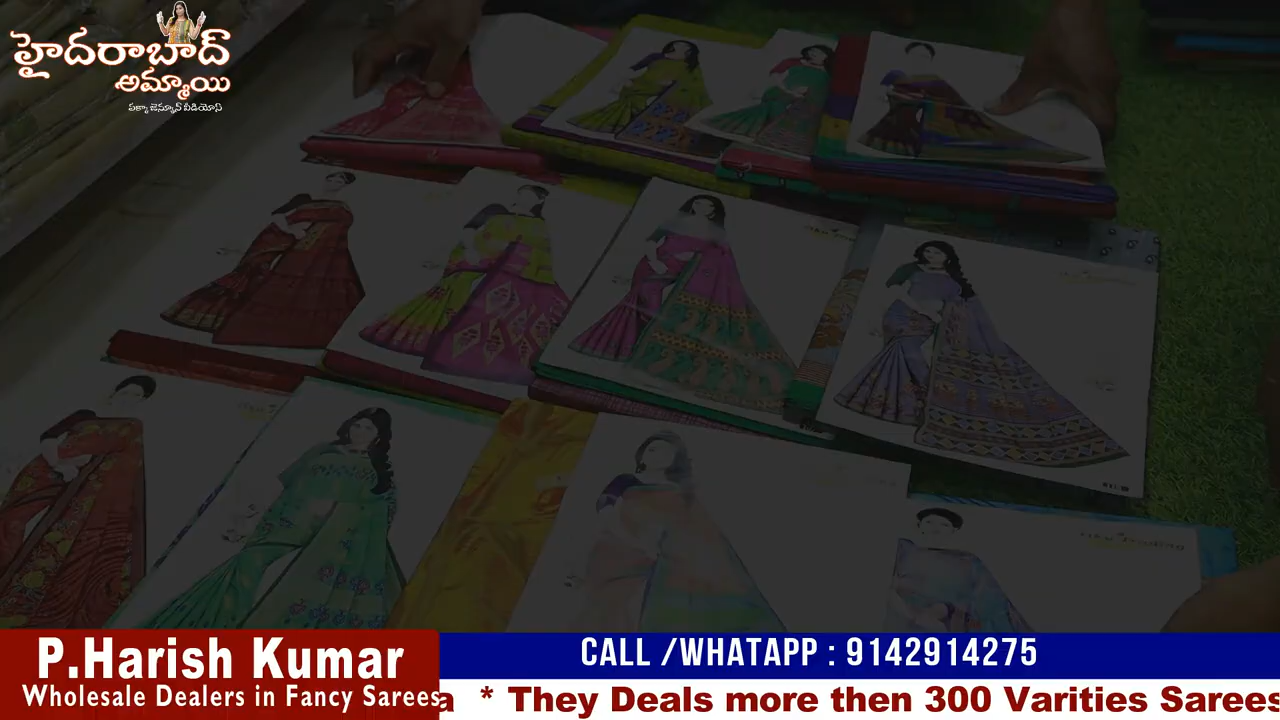 హైదరాబాద్
అమ్మాయి
పక్కా జెన్యూన్ వీడియోస్
P.Harish Kumar
CALL /WHATAPP : 9142914275
Wholesale Dealers in Fancy Sarees
a * They Deals more then 300 Varities Sarees